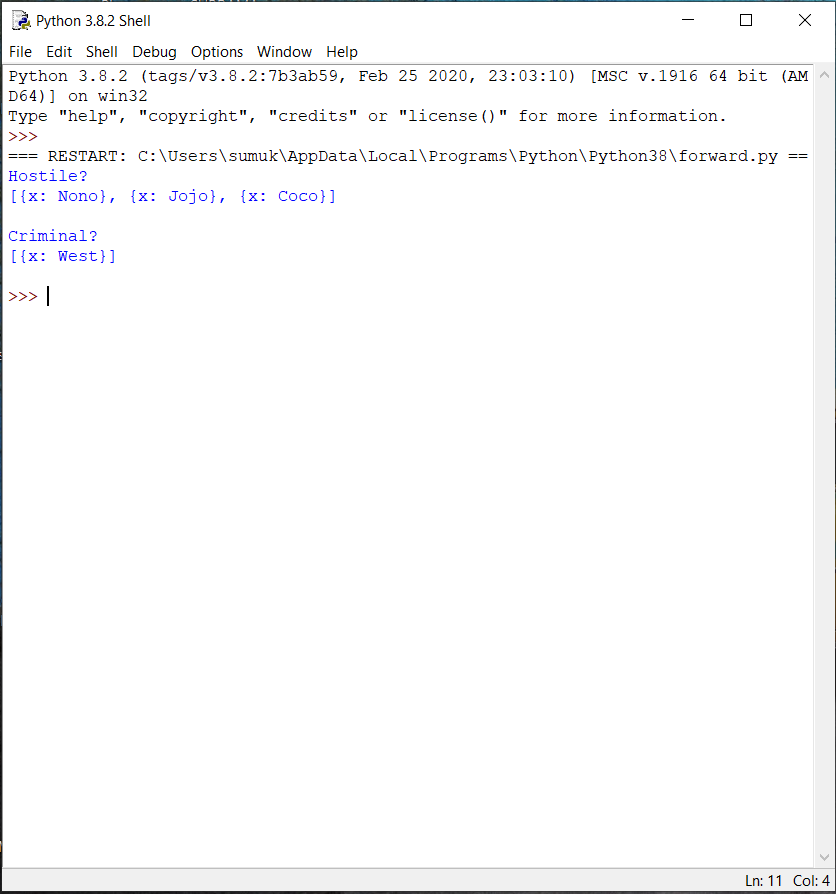 Python 3.8.2 Shell
File Edit Shell Debug Options Window Help
Python 3.8.2 (tags/v3.8.2:7b3ab59, Feb 25 2020, 23:03:10) [MSC v.1916 64 bit (AM
D64)] on win32
Type "help", "copyright", "credits" or "license()" for more information.
>>>
=== RESTART: C:\Users\sumuk\AppData\Local\Programs\Python\Python38\forward.py ==
Hostile?
[{x: Nono}, {x: Jojo}, {x: Coco}]
Criminal?
[{x: West}]
>>>
Ln: 11 Col: 4